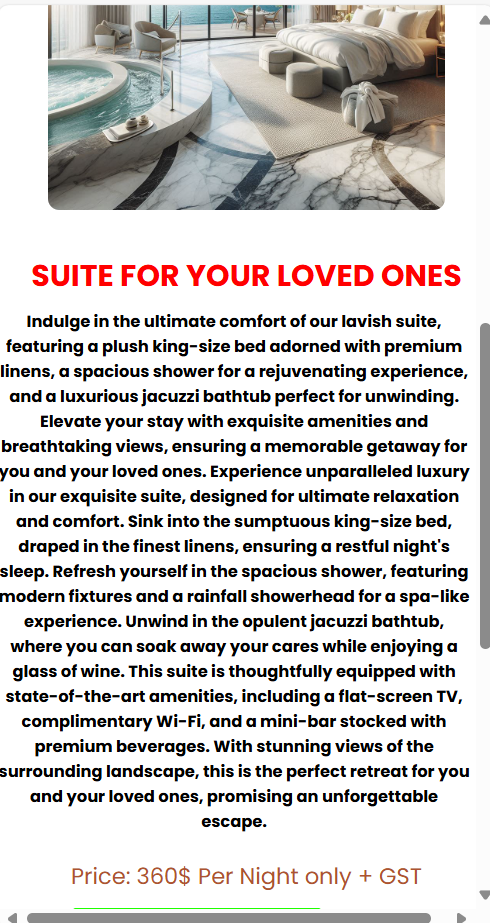 SUITE FOR YOUR LOVED ONES
Indulge in the ultimate comfort of our lavish suite,
featuring a plush king-size bed adorned with premium
linens, a spacious shower for a rejuvenating experience,
and a luxurious jacuzzi bathtub perfect for unwinding.
Elevate your stay with exquisite amenities and
breathtaking views, ensuring a memorable getaway for
you and your loved ones. Experience unparalleled luxury
in our exquisite suite, designed for ultimate relaxation
and comfort. Sink into the sumptuous king-size bed,
draped in the finest linens, ensuring a restful night's
sleep. Refresh yourself in the spacious shower, featuring
modern fixtures and a rainfall showerhead for a spa-like
experience. Unwind in the opulent jacuzzi bathtub,
where you can soak away your cares while enjoying a
glass of wine. This suite is thoughtfully equipped with
state-of-the-art amenities, including a flat-screen TV,
complimentary Wi-Fi, and a mini-bar stocked with
premium beverages. With stunning views of the
surrounding landscape, this is the perfect retreat for you
and your loved ones, promising an unforgettable
escape.
Price: 360$ Per Night only + GST